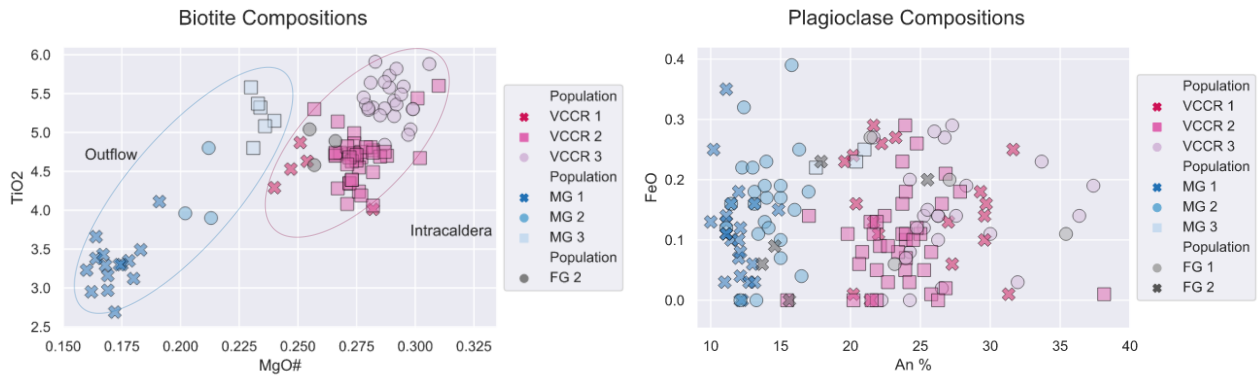 Biotite Compositions
TiO2
6.0
5.5
5.0
4.5
4.0
3.5
3.0
2.5
Outflow
Intracaldera
0.150 0.175 0.200 0.225 0.250 0.275 0.300 0.325
MgO#
Population
VCCR 1
VCCR 2
VCCR 3
Population
MG 1
MG 2
MG 3
Population
FG 2
Plagioclase Compositions
FeO
0.4
0.3
0.2
0.1
0.0
10 15 20 25 30 35 40
An %
Population
VCCR 1
VCCR 2
VCCR 3
Population
MG 1
MG 2
MG 3
Population
FG 1
FG 2